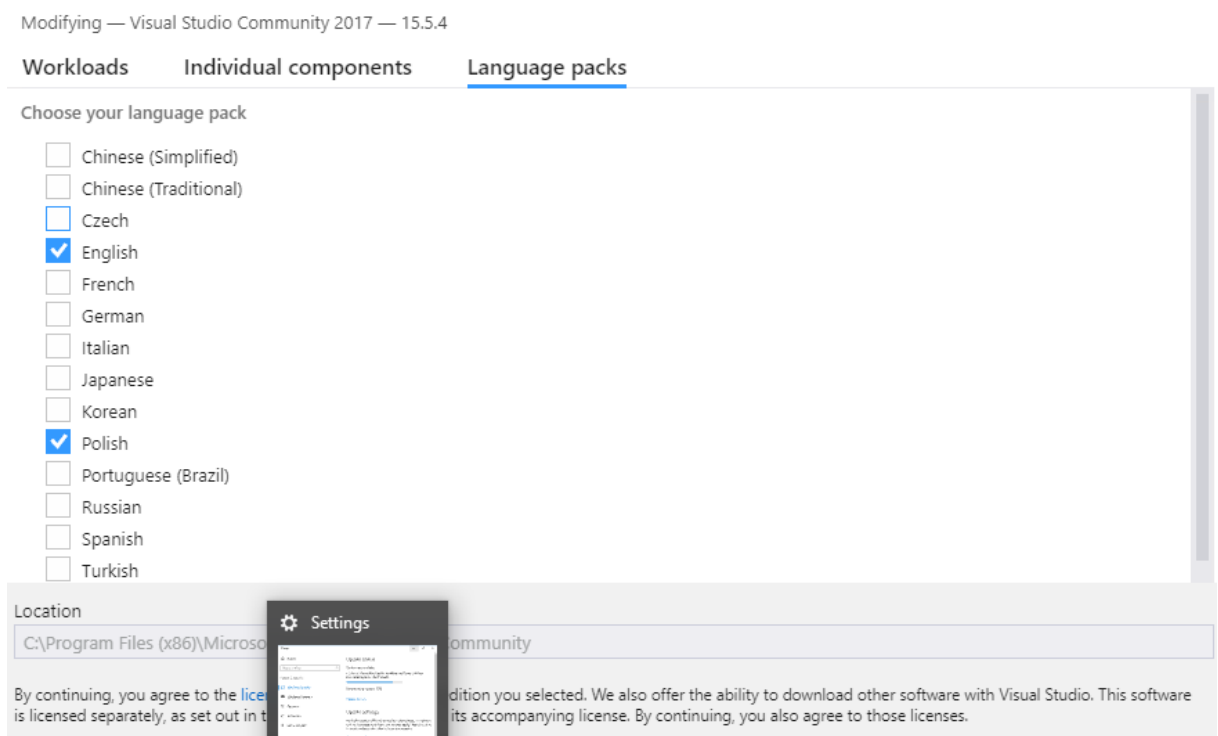 Modifying — Visual Studio Community 2017 — 15.5.4
Workloads Individual components Language packs
Choose your language pack
Chinese (Simplified)
Chinese (Traditional)
Czech
English
French
German
Italian
Japanese
Korean
Polish
Portuguese (Brazil)
Russian
Spanish
Turkish
Location
Settings
C:\Program Files (x86)\Microso ommunity
By continuing, you agree to the licen dition you selected. We also offer the ability to download other software with Visual Studio. This software
is licensed separately, as set out in t its accompanying license. By continuing, you also agree to those licenses.